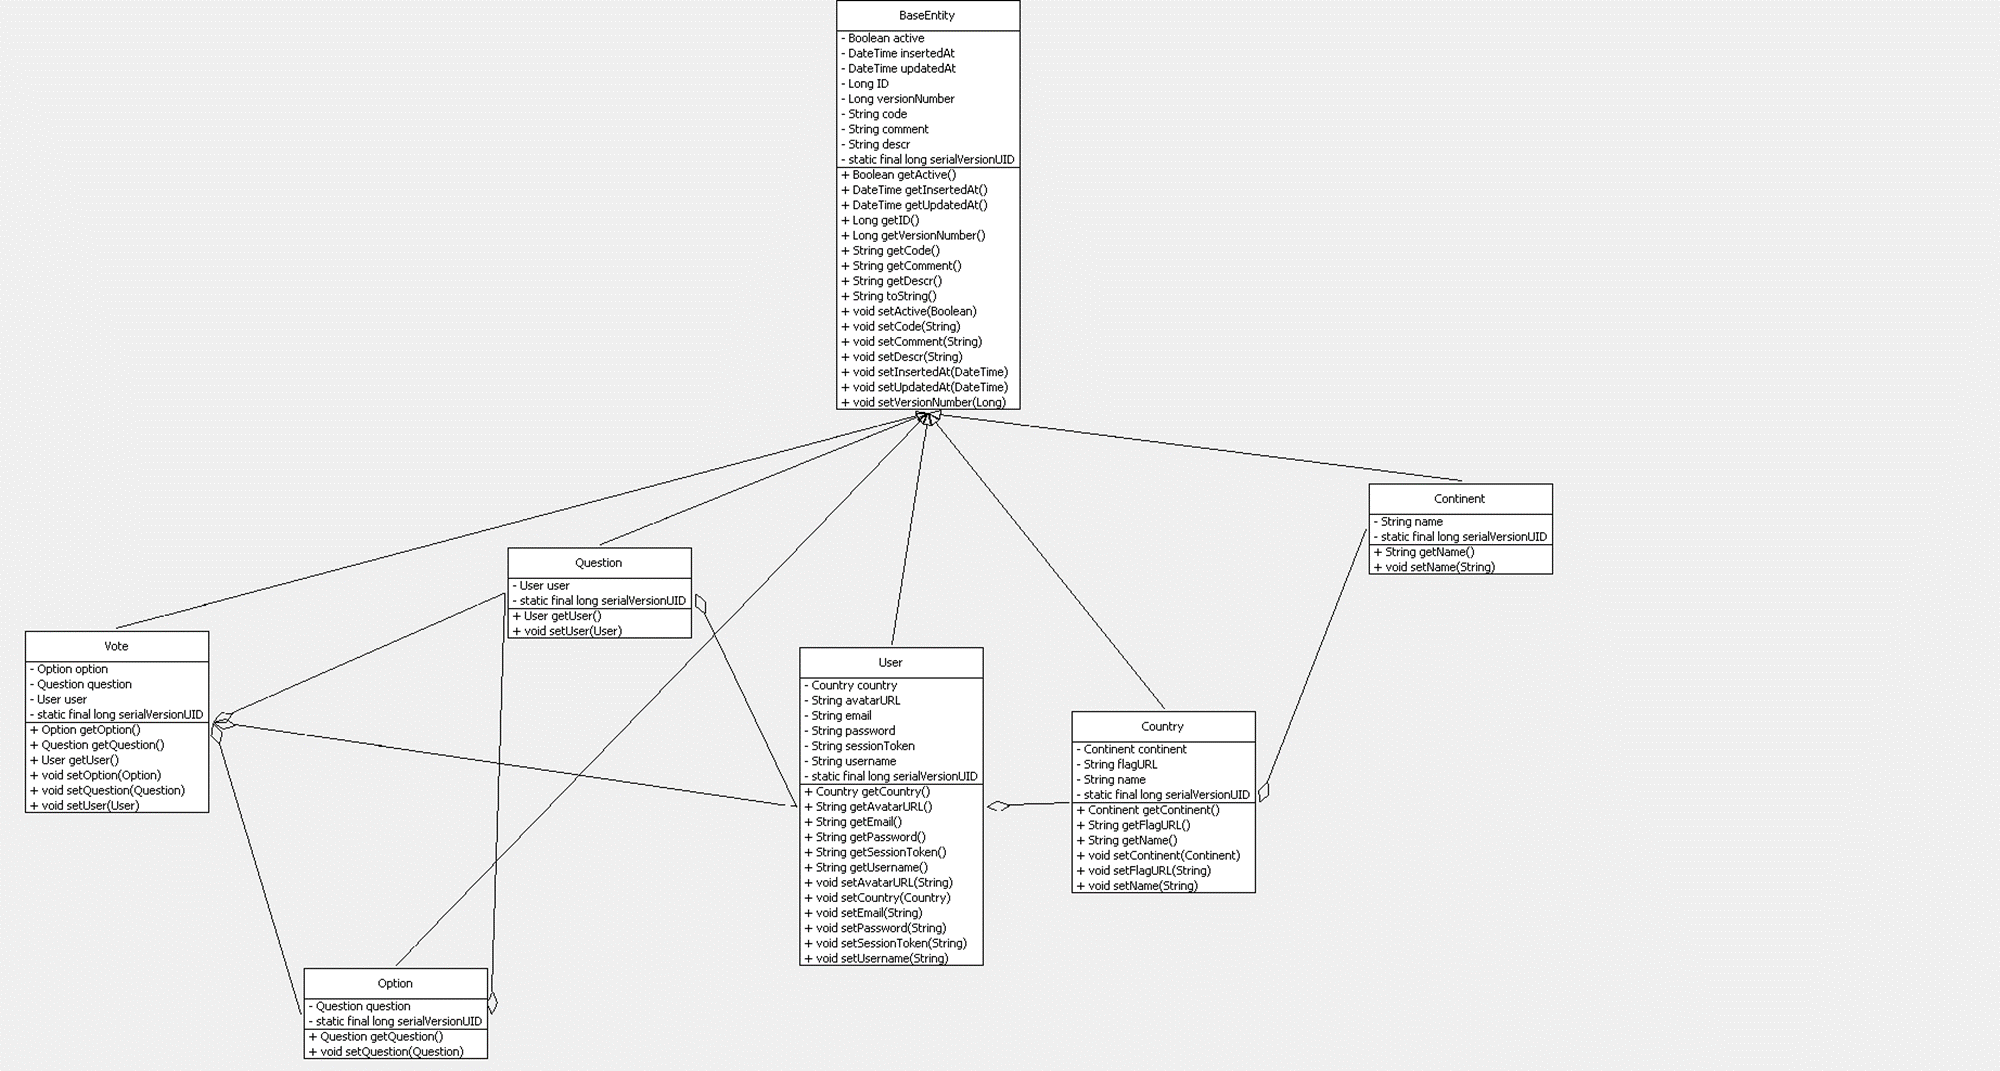 BaseEntity
- Boolean active
- DateTime insertedAt
- DateTime updatedAt
- Long ID
- Long versionNumber
- String code
- String comment
- String descr
- static final long serialVersionUID
+ Boolean getActive()
+ DateTime getInsertedAt()
+ DateTime getUpdatedAt()
+ Long getID()
+ Long getVersionNumber()
+ String getCode()
+ String getComment()
+ String getDescr()
+ String toString()
+ void setActive(Boolean)
+ void setCode(String)
+ void setComment(String)
+ void setDescr(String)
+ void setInsertedAt(DateTime)
+ void setUpdatedAt(DateTime)
+ void setVersionNumber(Long)
Continent
- String name
- static final long serialVersionUID
+ String getName()
+ void setName(String)
Question
- User user
- static final long serialVersionUID
+ User getUser()
+ void setUser(User)
Vote
- Option option
- Question question
- User user
- static final long serialVersionUID
+ Option getOption()
+ Question getQuestion()
+ User getUser()
+ void setOption(Option)
+ void setQuestion(Question)
+ void setUser(User)
User
- Country country
- String avatarURL
- String email
- String password
- String sessionToken
- String username
- static final long serialVersionUID
+ Country getCountry()
+ String getAvatarURL()
+ String getEmail()
+ String getPassword()
+ String getSessionToken()
+ String getUsername()
+ void setAvatarURL(String)
+ void setCountry(Country)
+ void setEmail(String)
+ void setPassword(String)
+ void setSessionToken(String)
+ void setUsername(String)
Country
- Continent continent
- String flagURL
- String name
- static final long serialVersionUID
+ Continent getContinent()
+ String getFlagURL()
+ String getName()
+ void setContinent(Continent)
+ void setFlagURL(String)
+ void setName(String)
Option
- Question question
- static final long serialVersionUID
+ Question getQuestion()
+ void setQuestion(Question)